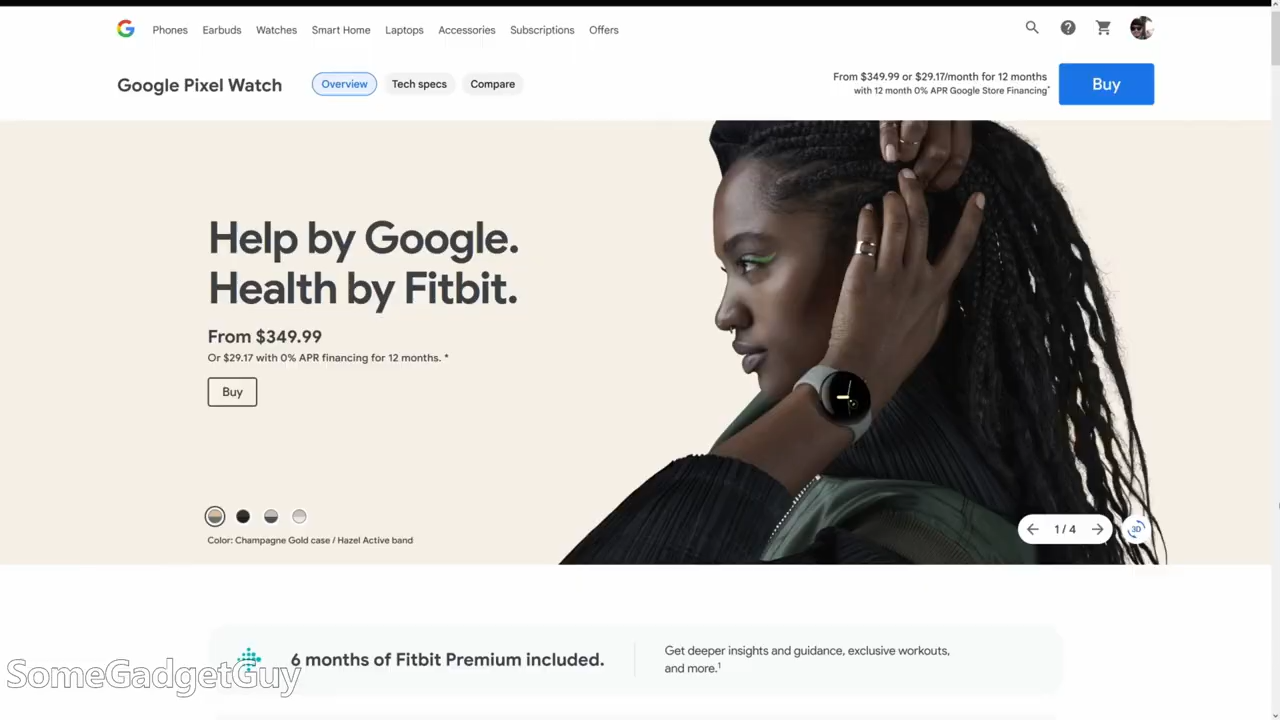 Phones Earbuds Watches Smart Home Laptops Accessories Subscriptions Offers
Google Pixel Watch
Overview
Tech specs
Compare
From $349.99 or $29.17/month for 12 months
with 12 month 0% APR Google Store Financing*
Buy
Help by Google.
Health by Fitbit.
From $349.99
Or $29.17 with 0% APR financing for 12 months. *
Buy
Color: Champagne Gold case / Hazel Active band
1 / 4
3D
6 months of Fitbit Premium included.
Get deeper insights and guidance, exclusive workouts,
and more.¹
SomeGadgetGuy